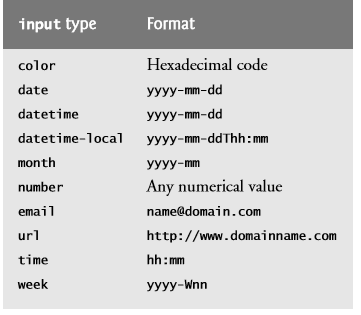 input type Format
color Hexadecimal code
date yyyy-mm-dd
datetime yyyy-mm-dd
datetime-local yyyy-mm-ddThh:mm
month yyyy-mm
number Any numerical value
email name@domain.com
url http://www.domainname.com
time hh:mm
week yyyy-Wnn